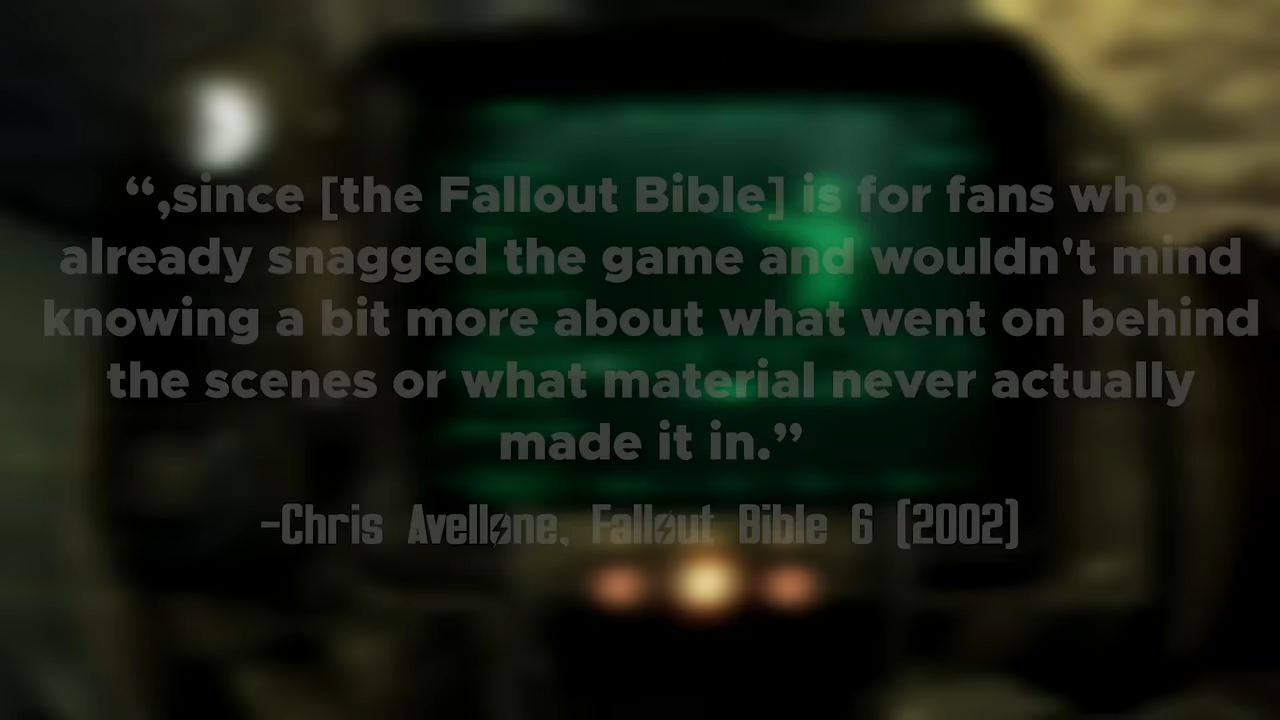 “,since [the Fallout Bible] is for fans who
already snagged the game and wouldn't mind
knowing a bit more about what went on behind
the scenes or what material never actually
made it in.”
-Chris Avellone, Fallout Bible 6 (2002)